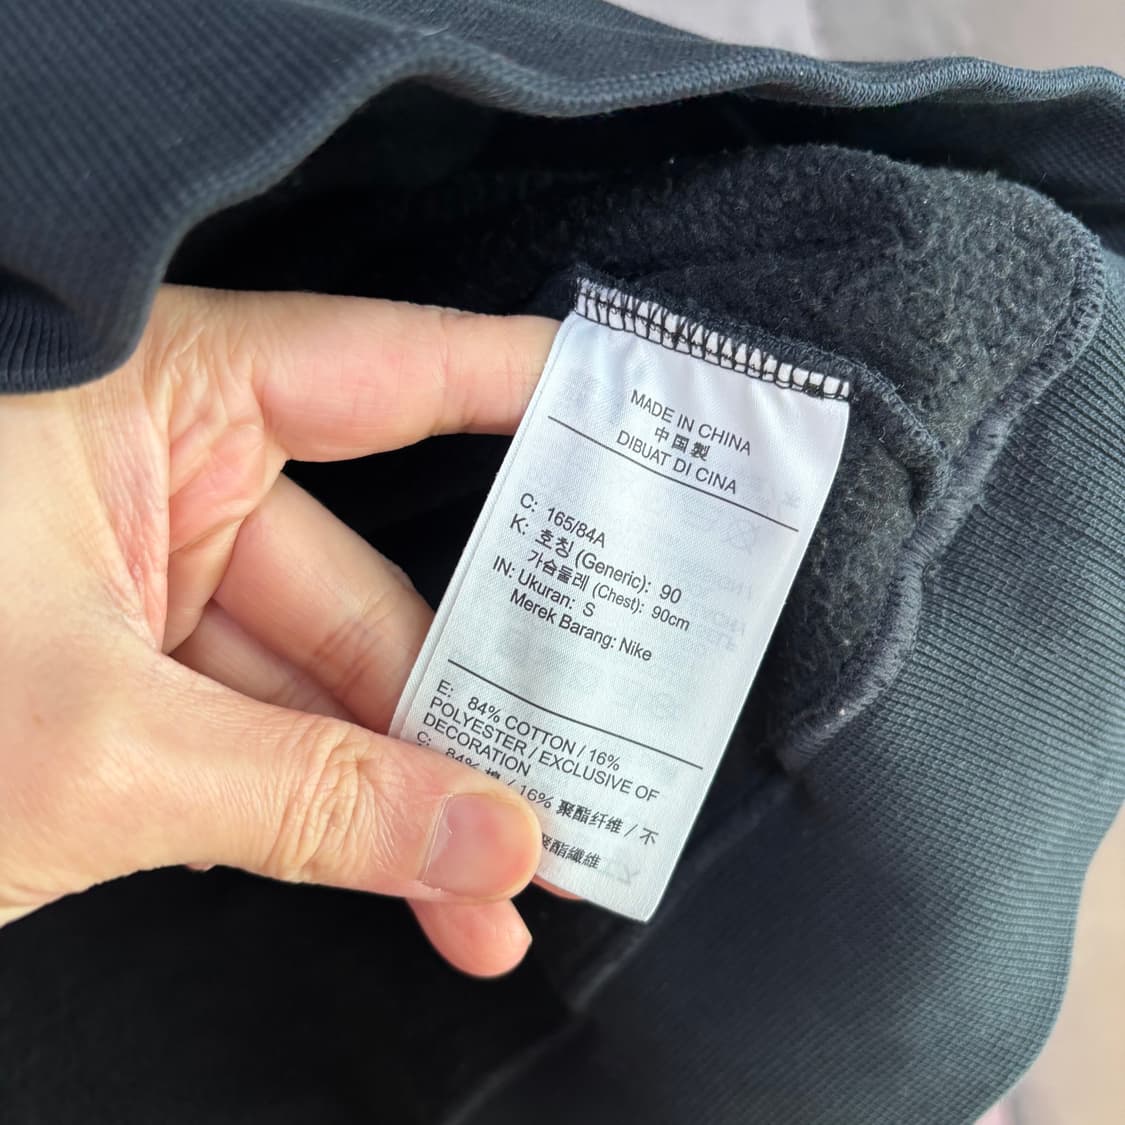 MADE IN CHINA
中国製
DIBUAT DI CINA
C: 165/84A
K: 호칭 (Generic): 90
가슴둘레 (Chest): 90cm
IN: Ukuran: S
Merek Barang: Nike
E: 84% COTTON / 16%
POLYESTER / EXCLUSIVE OF
DECORATION
C: 84% 棉 / 16% 聚酯纤维 / 不
聚酯纖維